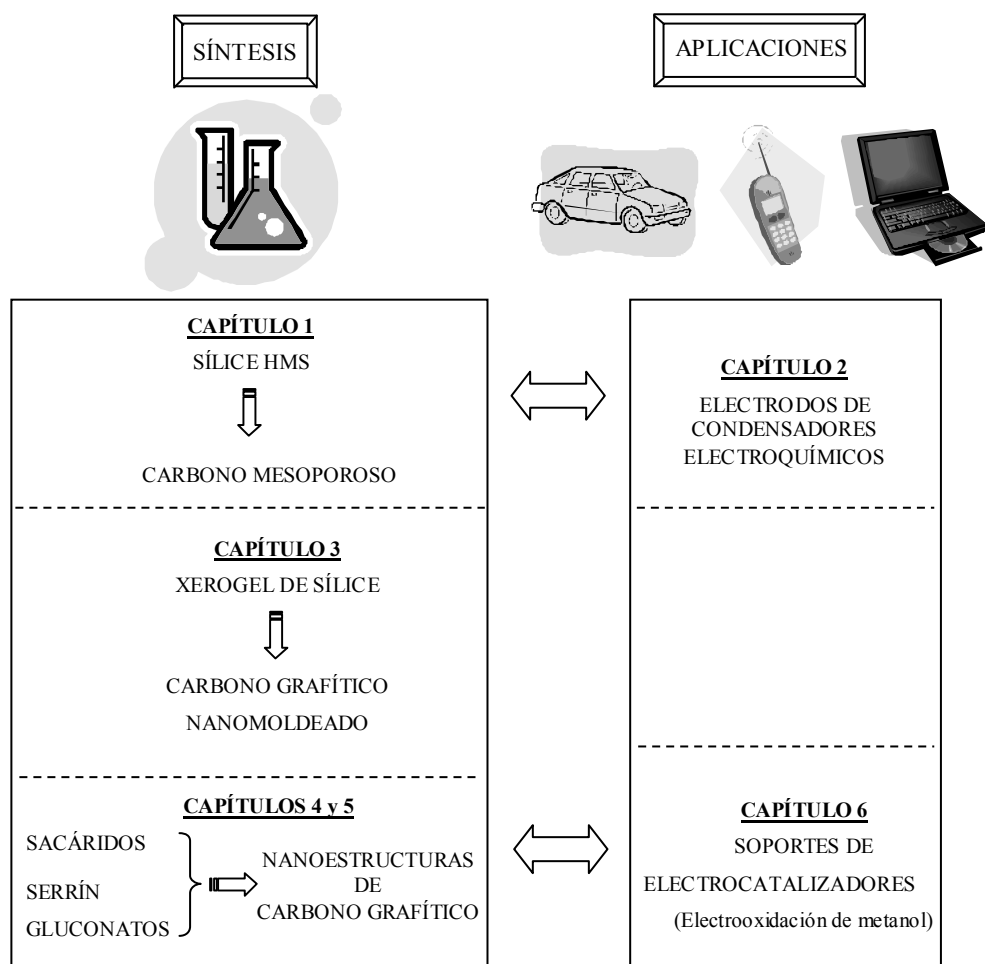 SÍNTESIS
APLICACIONES
CAPÍTULO 1
SÍLICE HMS
CARBONO MESOPOROSO
CAPÍTULO 2
ELECTRODOS DE
CONDENSADORES
ELECTROQUÍMICOS
CAPÍTULO 3
XEROGEL DE SÍLICE
CARBONO GRAFÍTICO
NANOMOLDEADO
CAPÍTULOS 4 y 5
SACÁRIDOS
SERRÍN
GLUCONATOS
NANOESTRUCTURAS
DE
CARBONO GRAFÍTICO
CAPÍTULO 6
SOPORTES DE
ELECTROCATALIZADORES
(Electrooxidación de metanol)